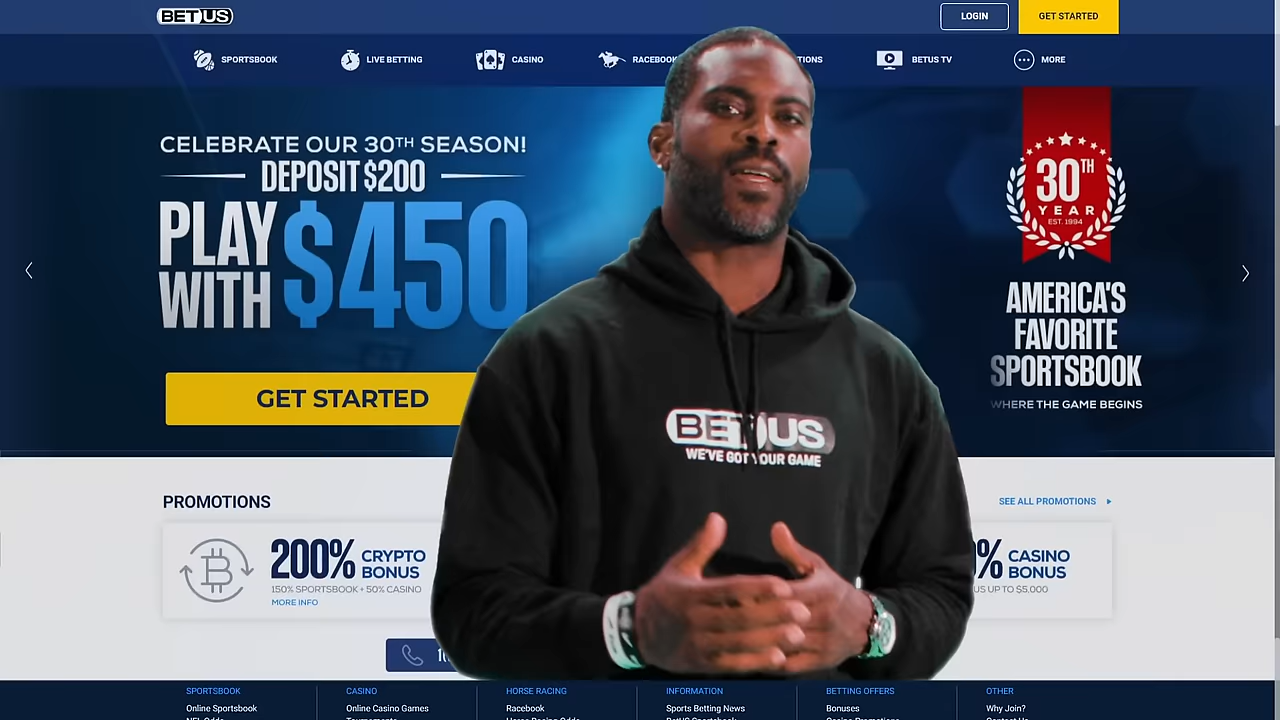 BETUS
LOGIN
GET STARTED
SPORTSBOOK
LIVE BETTING
CASINO
RACEBOOK
BETUS TV
MORE
CELEBRATE OUR 30TH SEASON!
DEPOSIT $200
PLAY
WITH
$450
GET STARTED
30TH
YEAR
EST. 1994
AMERICA'S
FAVORITE
SPORTSBOOK
WHERE THE GAME BEGINS
BETUS
WE'VE GOT YOUR GAME
PROMOTIONS
SEE ALL PROMOTIONS
200% CRYPTO
BONUS
150% SPORTSBOOK + 50% CASINO
MORE INFO
% CASINO
BONUS
US UP TO $5,000
SPORTSBOOK
CASINO
HORSE RACING
INFORMATION
BETTING OFFERS
OTHER
Online Sportsbook
Online Casino Games
Racebook
Sports Betting News
Bonuses
Why Join?